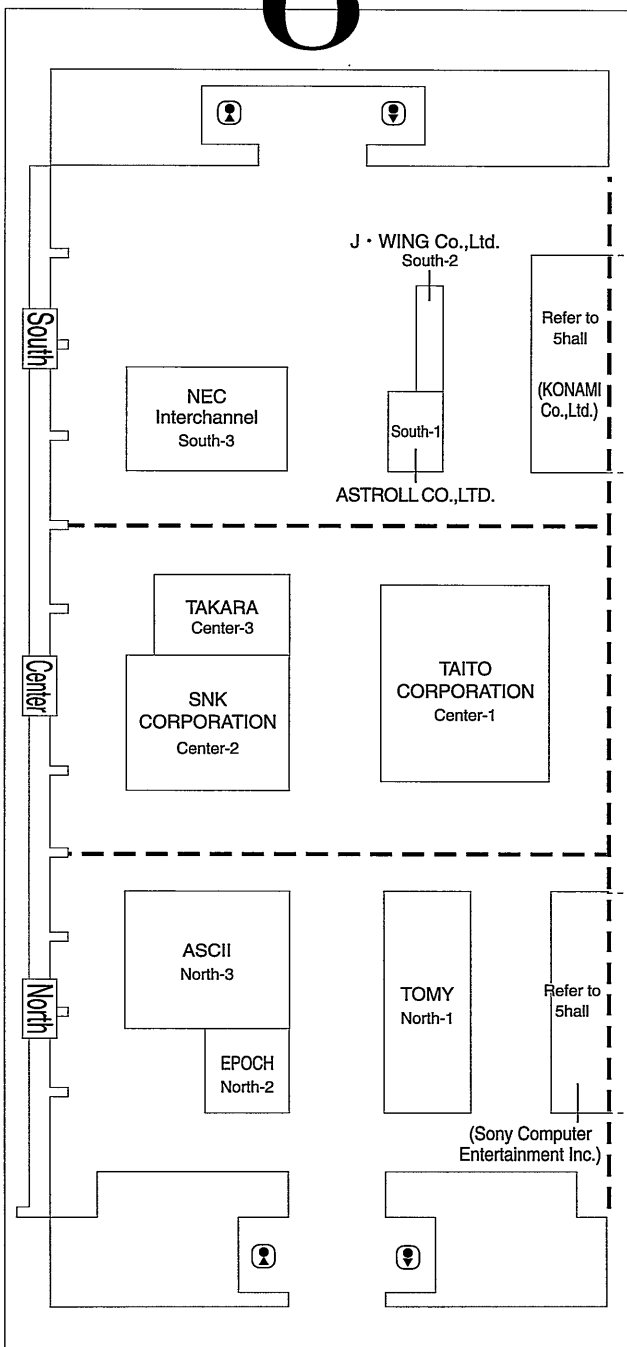 J・WING Co.,Ltd.
South-2
Refer to
5hall
(KONAMI
Co.,Ltd.)
South
NEC
Interchannel
South-3
South-1
ASTROLL CO.,LTD.
TAKARA
Center-3
Center
SNK
CORPORATION
Center-2
TAITO
CORPORATION
Center-1
ASCII
North-3
North
TOMY
North-1
Refer to
5hall
EPOCH
North-2
(Sony Computer
Entertainment Inc.)